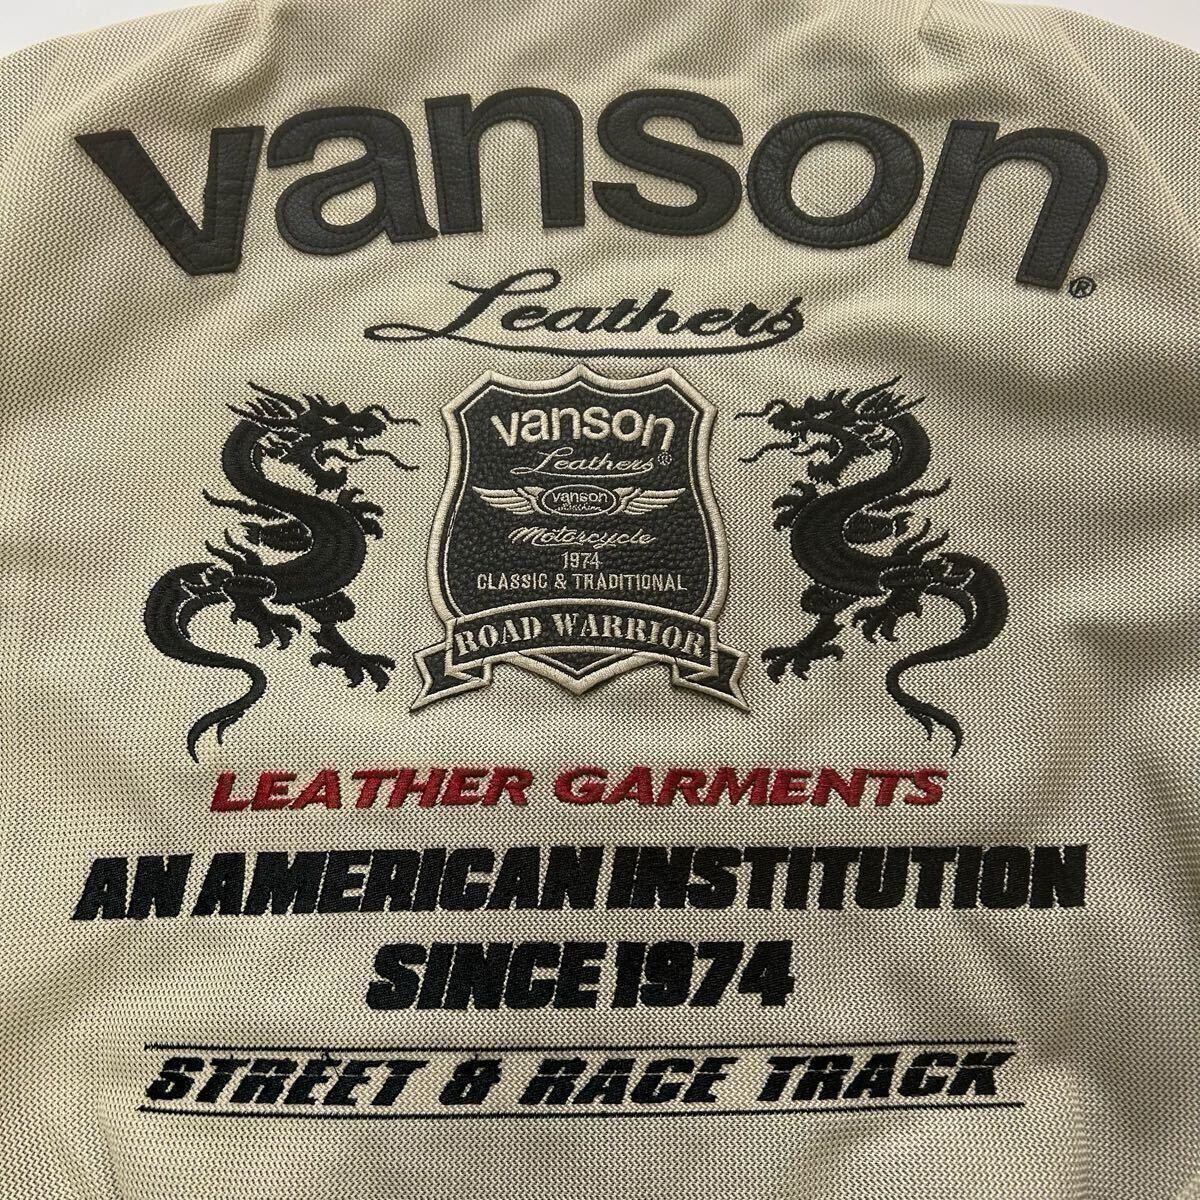 vanson®
Leathers
vanson
Leathers®
vanson
Motorcycle
1974
CLASSIC & TRADITIONAL
ROAD WARRIOR
LEATHER GARMENTS
AN AMERICAN INSTITUTION
SINCE 1974
STREET & RACE TRACK